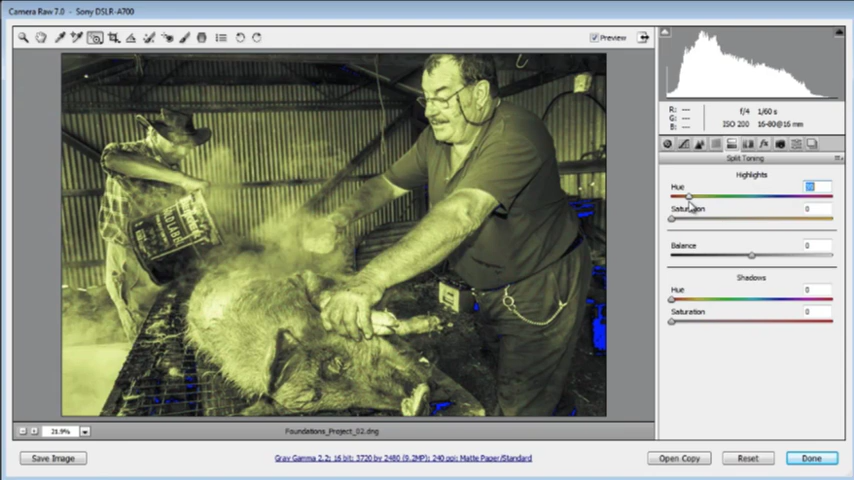 Camera Raw 7.0 - Sony DSLR-A700
Preview
R: ---
G: ---
B: ---
f/4 1/60 s
ISO 200 16-80@16 mm
Split Toning
Highlights
Hue
Saturation 0
Balance 0
Shadows
Hue 0
Saturation 0
OLD LABEL
21.9%
Foundations_Project_02.dng
Save Image
Gray Gamma 2.2; 16 bit; 3720 by 2480 (9.2MP); 240 ppi; Matte Paper/Standard
Open Copy
Reset
Done